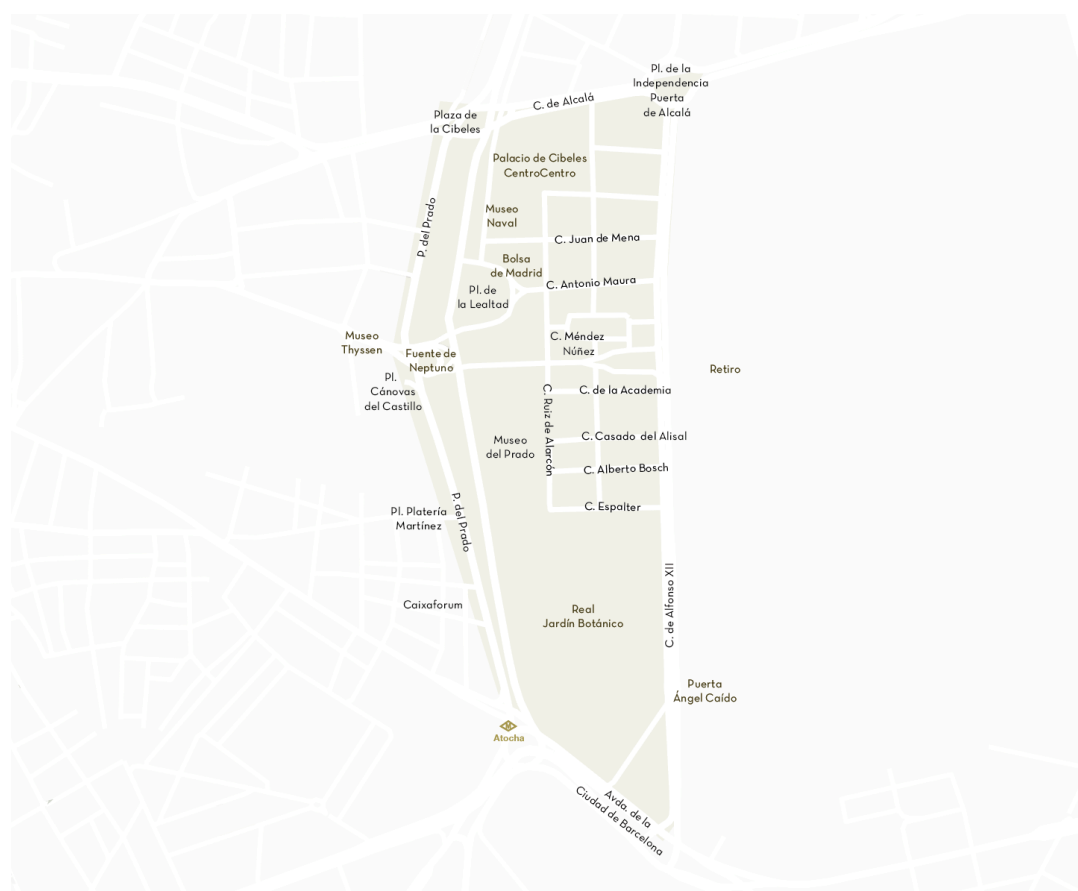 Pl. de la
Independencia
Puerta
de Alcalá
C. de Alcalá
Plaza de
la Cibeles
Palacio de Cibeles
CentroCentro
Museo
Naval
P. del Prado
C. Juan de Mena
Bolsa
de Madrid
C. Antonio Maura
Pl. de
la Lealtad
Museo
Thyssen
C. Méndez
Núñez
Fuente de
Neptuno
Retiro
Pl.
Cánovas
del Castillo
C. de la Academia
C. Ruiz de Alarcón
Museo
del Prado
C. Casado del Alisal
C. Alberto Bosch
Pl. Platería
Martínez
P. del Prado
C. Espalter
Caixaforum
Real
Jardín Botánico
C. de Alfonso XII
Puerta
Ángel Caído
M
Atocha
Avda. de la
Ciudad de Barcelona